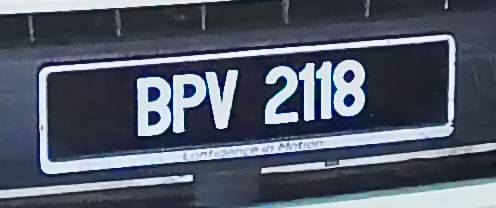 BPV 2118
Confidence in Motion